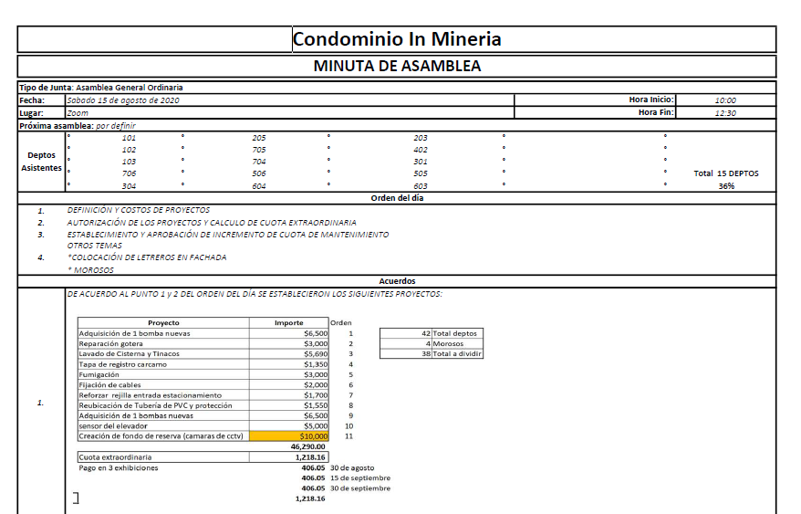 Condominio In Mineria
MINUTA DE ASAMBLEA
Tipo de Junta: Asamblea General Ordinaria
Fecha: Sabado 15 de agosto de 2020 Hora Inicio: 10:00
Lugar: Zoom Hora Fin: 12:30
Próxima asamblea: por definir
Deptos Asistentes
° 101 ° 205 ° 203 ° °
° 102 ° 705 ° 402 ° °
° 103 ° 704 ° 301 ° °
° 706 ° 506 ° 505 ° ° Total 15 DEPTOS
° 304 ° 604 ° 603 ° ° 36%
Orden del día
1. DEFINICIÓN Y COSTOS DE PROYECTOS
2. AUTORIZACIÓN DE LOS PROYECTOS Y CALCULO DE CUOTA EXTRAORDINARIA
3. ESTABLECIMIENTO Y APROBACIÓN DE INCREMENTO DE CUOTA DE MANTENIMIENTO
OTROS TEMAS
4. *COLOCACIÓN DE LETREROS EN FACHADA
* MOROSOS
Acuerdos
1.
DE ACUERDO AL PUNTO 1 y 2 DEL ORDEN DEL DÍA SE ESTABLECIERON LOS SIGUIENTES PROYECTOS:
Proyecto Importe Orden
Adquisición de 1 bomba nuevas $6,500 1
Reparación gotera $3,000 2
Lavado de Cisterna y Tinacos $5,690 3
Tapa de registro carcamo $1,350 4
Fumigación $3,000 5
Fijación de cables $2,000 6
Reforzar rejilla entrada estacionamiento $1,700 7
Reubicación de Tubería de PVC y protección $1,550 8
Adquisición de 1 bombas nuevas $6,500 9
sensor del elevador $5,000 10
Creación de fondo de reserva (camaras de cctv) $10,000 11
46,290.00
Cuota extraordinaria 1,218.16
Pago en 3 exhibiciones 406.05 30 de agosto
406.05 15 de septiembre
406.05 30 de septiembre
1,218.16
42 Total deptos
4 Morosos
38 Total a dividir